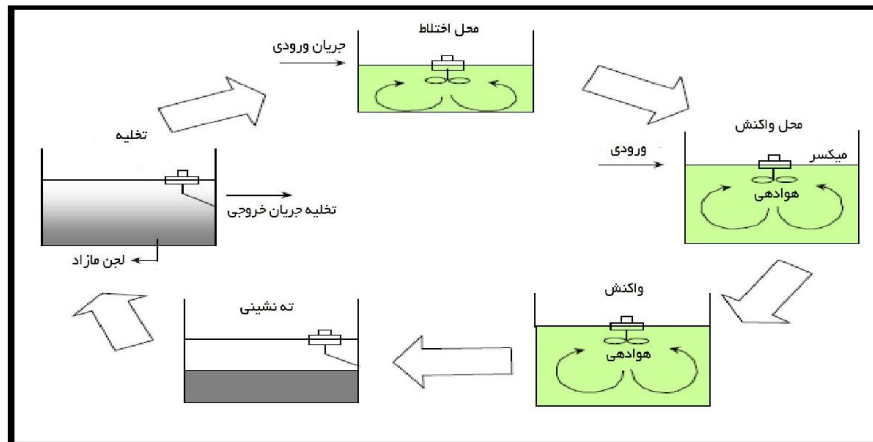 محل اختلاط
جریان ورودی
محل واکنش
میکسر
ورودی
هوادهی
واکنش
هوادهی
ته نشینی
تخلیه
تخلیه جریان خروجی
لجن مازاد